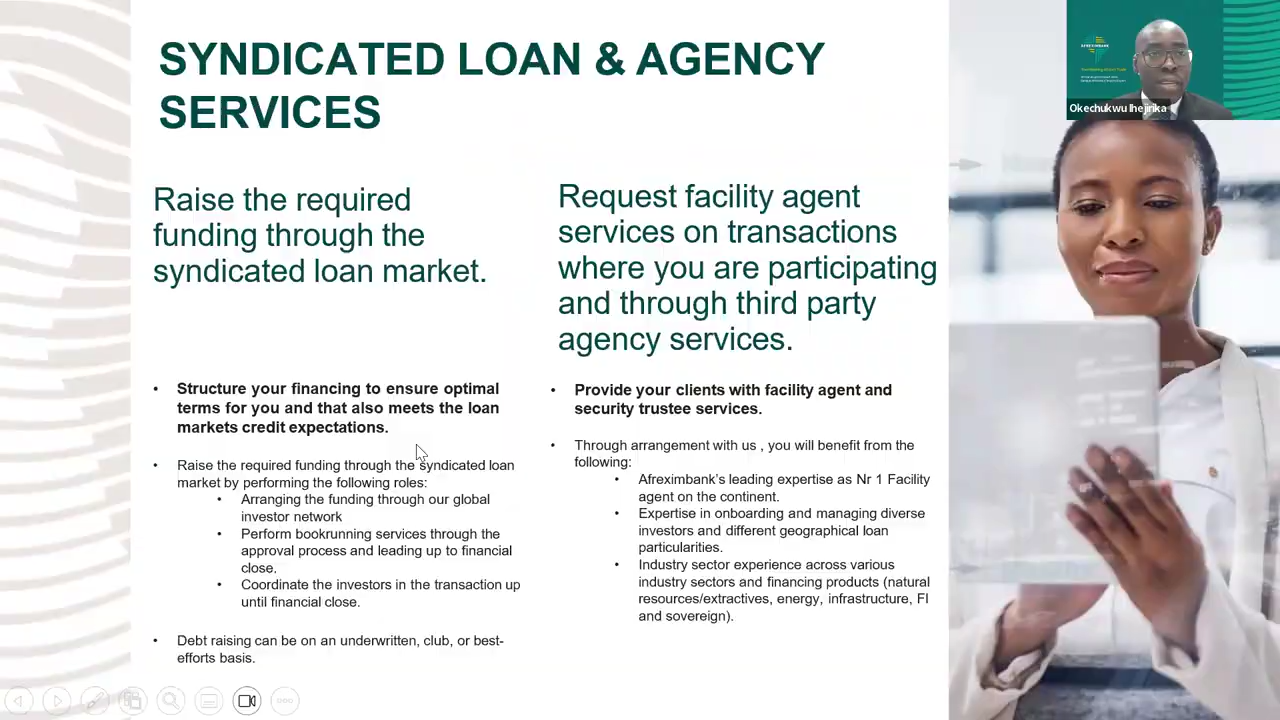 SYNDICATED LOAN & AGENCY
SERVICES
Raise the required
funding through the
syndicated loan market.
• Structure your financing to ensure optimal
terms for you and that also meets the loan
markets credit expectations.
• Raise the required funding through the syndicated loan
market by performing the following roles:
• Arranging the funding through our global
investor network
• Perform bookrunning services through the
approval process and leading up to financial
close.
• Coordinate the investors in the transaction up
until financial close.
• Debt raising can be on an underwritten, club, or best-
efforts basis.
Request facility agent
services on transactions
where you are participating
and through third party
agency services.
• Provide your clients with facility agent and
security trustee services.
• Through arrangement with us , you will benefit from the
following:
• Afreximbank’s leading expertise as Nr 1 Facility
agent on the continent.
• Expertise in onboarding and managing diverse
investors and different geographical loan
particularities.
• Industry sector experience across various
industry sectors and financing products (natural
resources/extractives, energy, infrastructure, FI
and sovereign).
AFREXIMBANK
Okechukwu Ihejirika